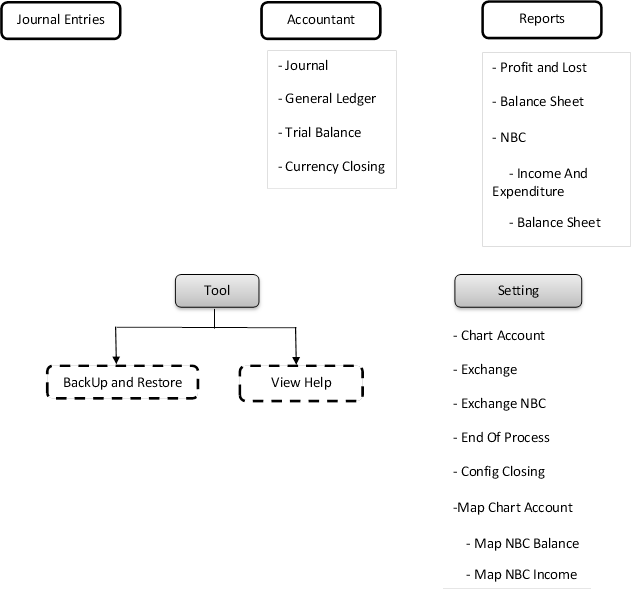 Journal Entries
Accountant
- Journal
- General Ledger
- Trial Balance
- Currency Closing
Reports
- Profit and Lost
- Balance Sheet
- NBC
- Income And
Expenditure
- Balance Sheet
Tool
BackUp and Restore
View Help
Setting
- Chart Account
- Exchange
- Exchange NBC
- End Of Process
- Config Closing
-Map Chart Account
- Map NBC Balance
- Map NBC Income